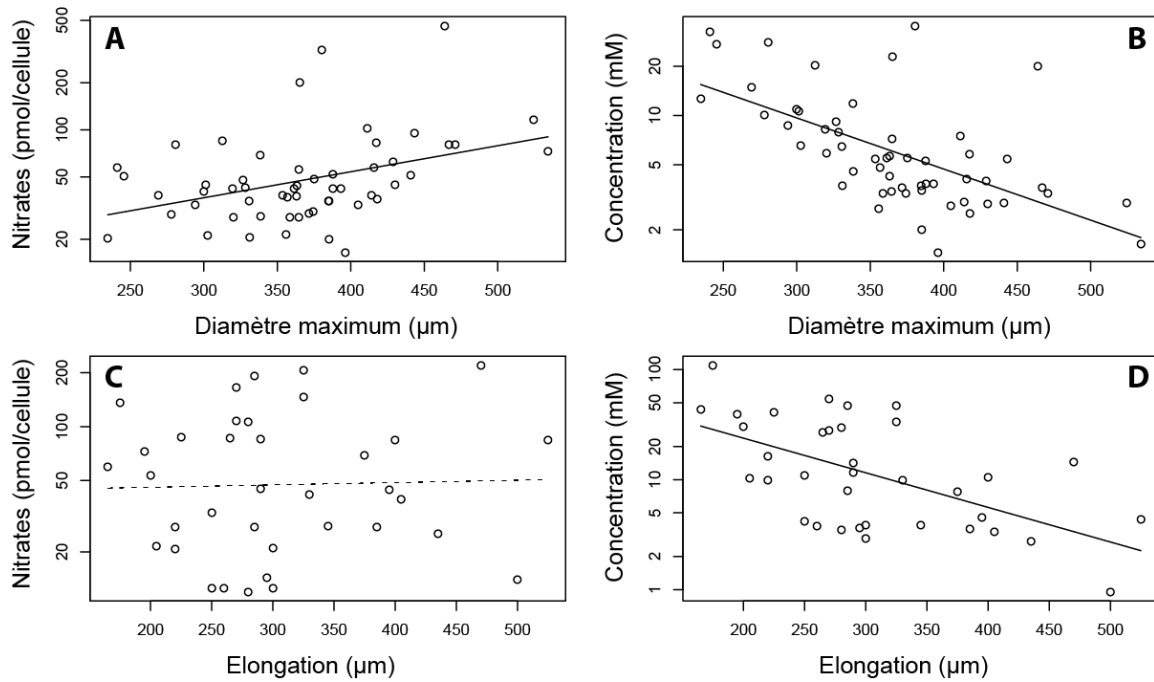 A
Nitrates (pmol/cellule)
500
200
100
50
20
250 300 350 400 450 500
Diamètre maximum (µm)
B
Concentration (mM)
20
10
5
2
250 300 350 400 450 500
Diamètre maximum (µm)
C
Nitrates (pmol/cellule)
200
100
50
20
200 250 300 350 400 450 500
Elongation (µm)
D
Concentration (mM)
100
50
20
10
5
2
1
200 250 300 350 400 450 500
Elongation (µm)